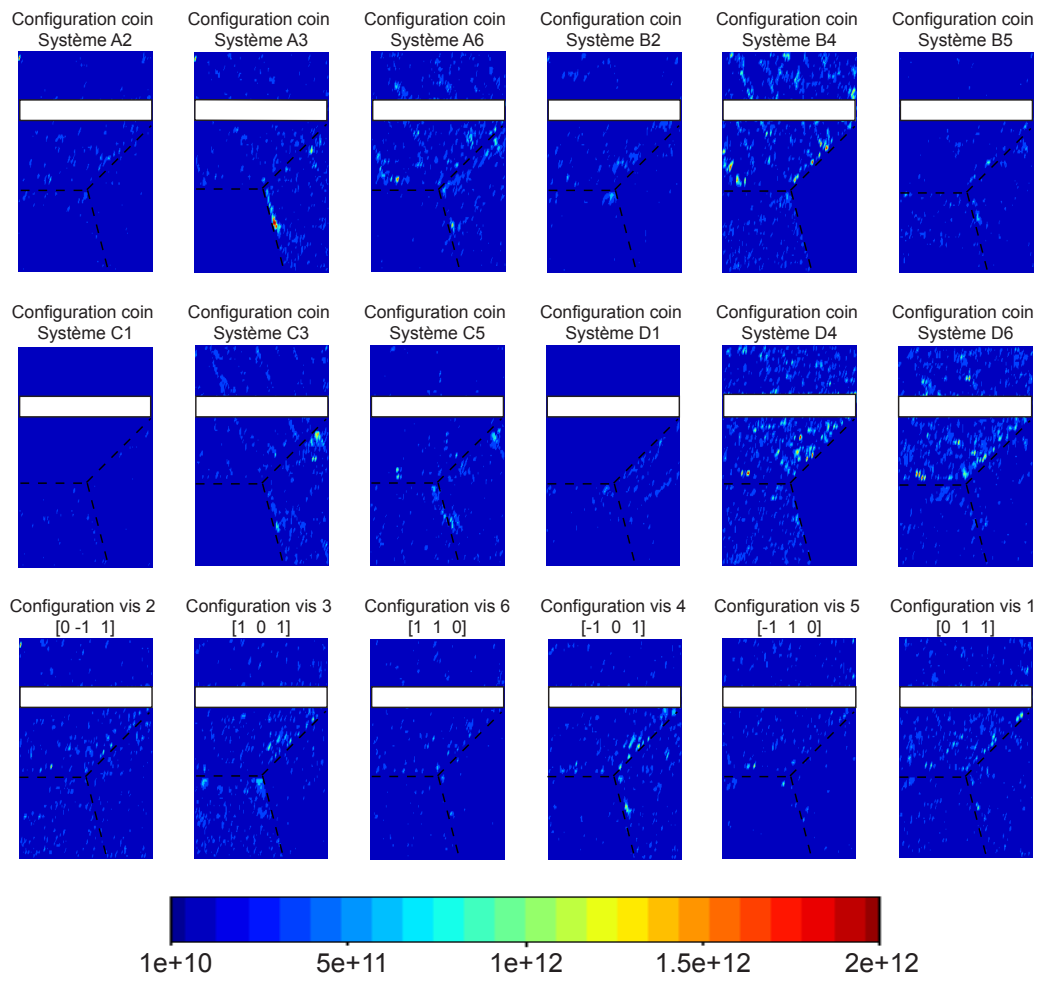 Configuration coin Configuration coin Configuration coin Configuration coin Configuration coin Configuration coin
Système A2 Système A3 Système A6 Système B2 Système B4 Système B5
Configuration coin Configuration coin Configuration coin Configuration coin Configuration coin Configuration coin
Système C1 Système C3 Système C5 Système D1 Système D4 Système D6
Configuration vis 2 Configuration vis 3 Configuration vis 6 Configuration vis 4 Configuration vis 5 Configuration vis 1
[0 -1 1] [1 0 1] [1 1 0] [-1 0 1] [-1 1 0] [0 1 1]
1e+10 5e+11 1e+12 1.5e+12 2e+12